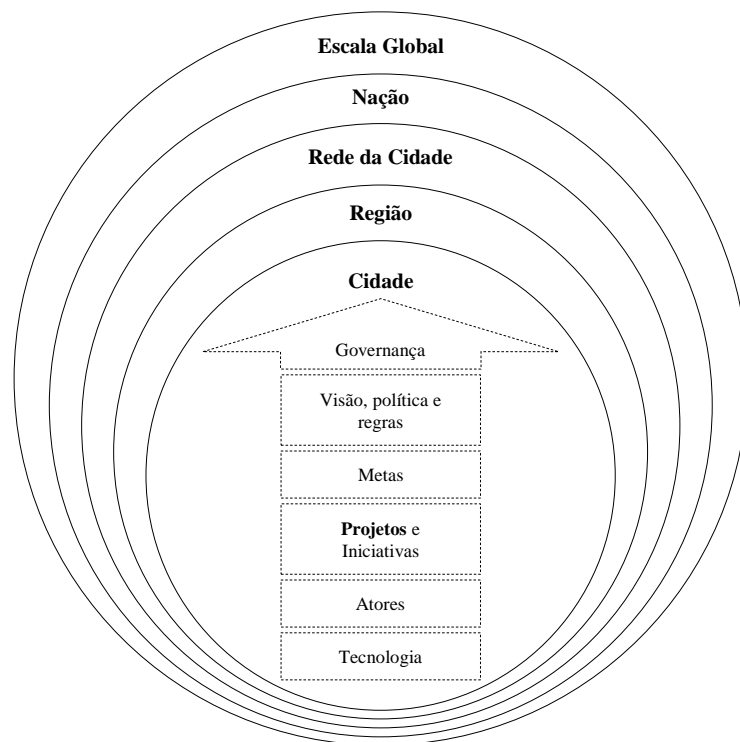 Escala Global
Nação
Rede da Cidade
Região
Cidade
Governança
Visão, política e
regras
Metas
Projetos e
Iniciativas
Atores
Tecnologia